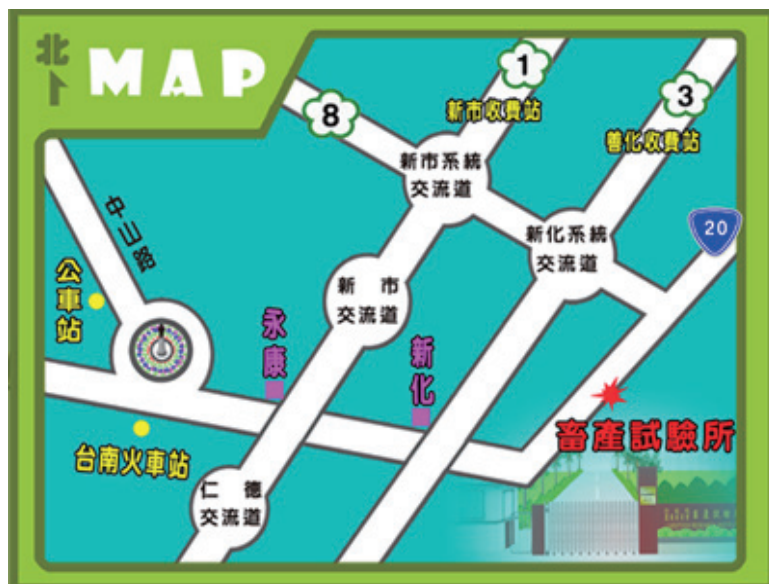 北
MAP
1
新市收費站
8
3
善化收費站
新市系統
交流道
20
新化系統
交流道
中山路
公車站
新市
交流道
永康
新化
畜產試驗所
台南火車站
仁德
交流道